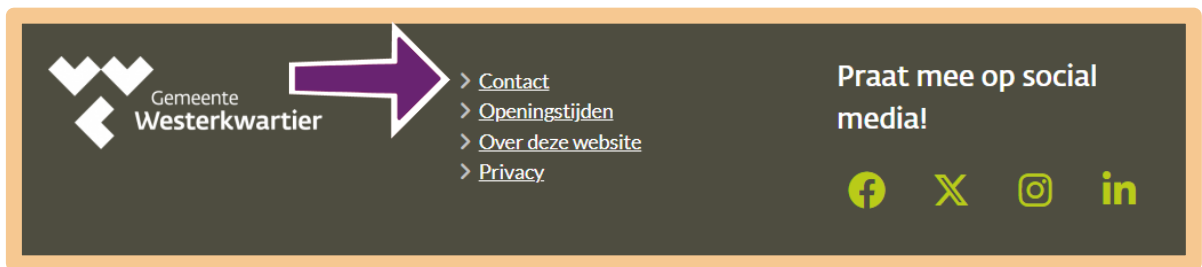 Gemeente
Westerkwartier
Contact
Openingstijden
Over deze website
Privacy
Praat mee op social
media!